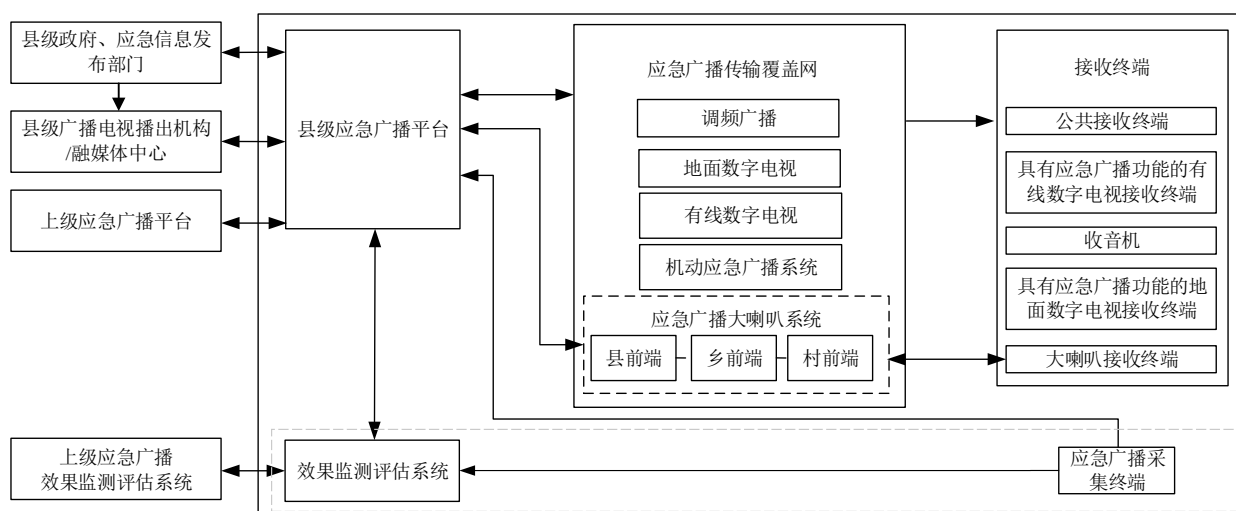 县级政府、应急信息发
布部门
县级广播电视播出机构
/融媒体中心
上级应急广播平台
上级应急广播
效果监测评估系统
县级应急广播平台
效果监测评估系统
应急广播传输覆盖网
调频广播
地面数字电视
有线数字电视
机动应急广播系统
应急广播大喇叭系统
县前端
乡前端
村前端
接收终端
公共接收终端
具有应急广播功能的有
线数字电视接收终端
收音机
具有应急广播功能的地
面数字电视接收终端
大喇叭接收终端
应急广播采
集终端